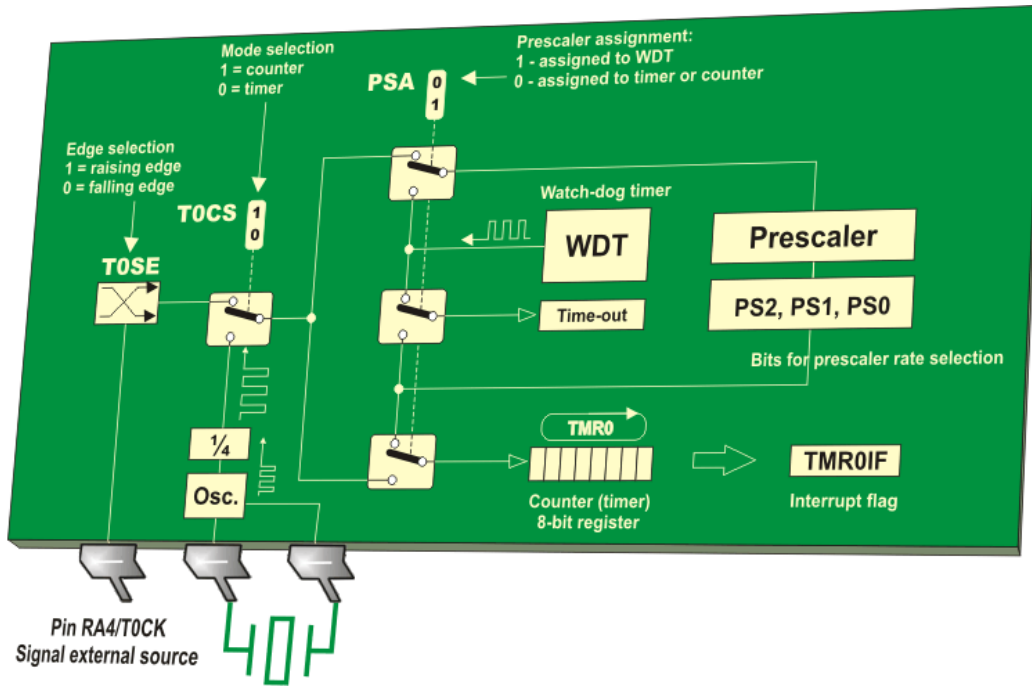 Mode selection
1 = counter
0 = timer
Prescaler assignment:
1 - assigned to WDT
0 - assigned to timer or counter
PSA
0
1
Edge selection
1 = raising edge
0 = falling edge
T0CS
1
0
T0SE
Watch-dog timer
WDT
Prescaler
Time-out
PS2, PS1, PS0
Bits for prescaler rate selection
1/4
Osc.
TMR0
TMR0IF
Counter (timer)
8-bit register
Interrupt flag
Pin RA4/T0CK
Signal external source